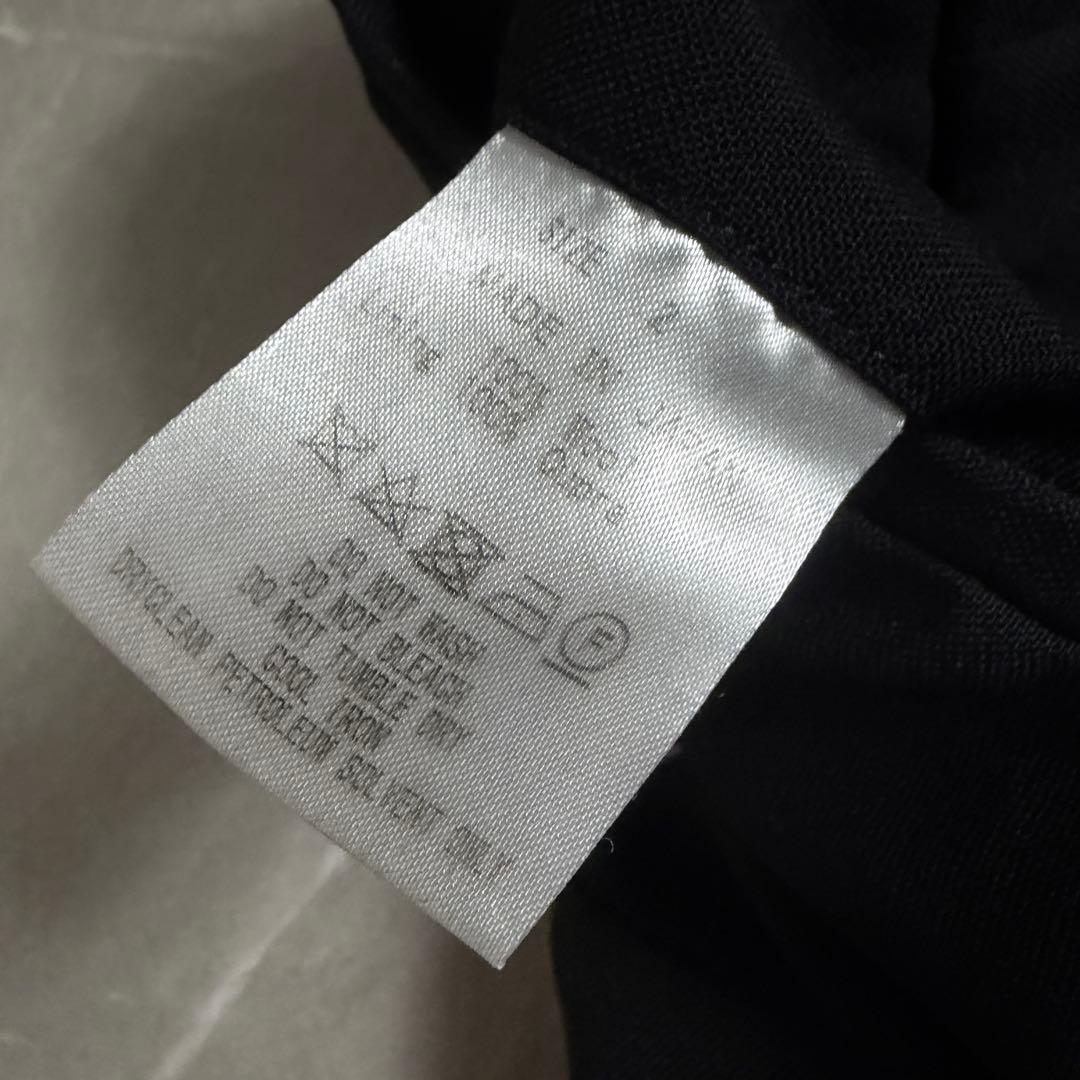 SIZE 2
MADE IN JAPAN
Lining
100%
F
DO NOT WASH
DO NOT BLEACH
DO NOT TUMBLE DRY
COOL IRON
DRYCLEAN PETROLEUM SOLVENT ONLY